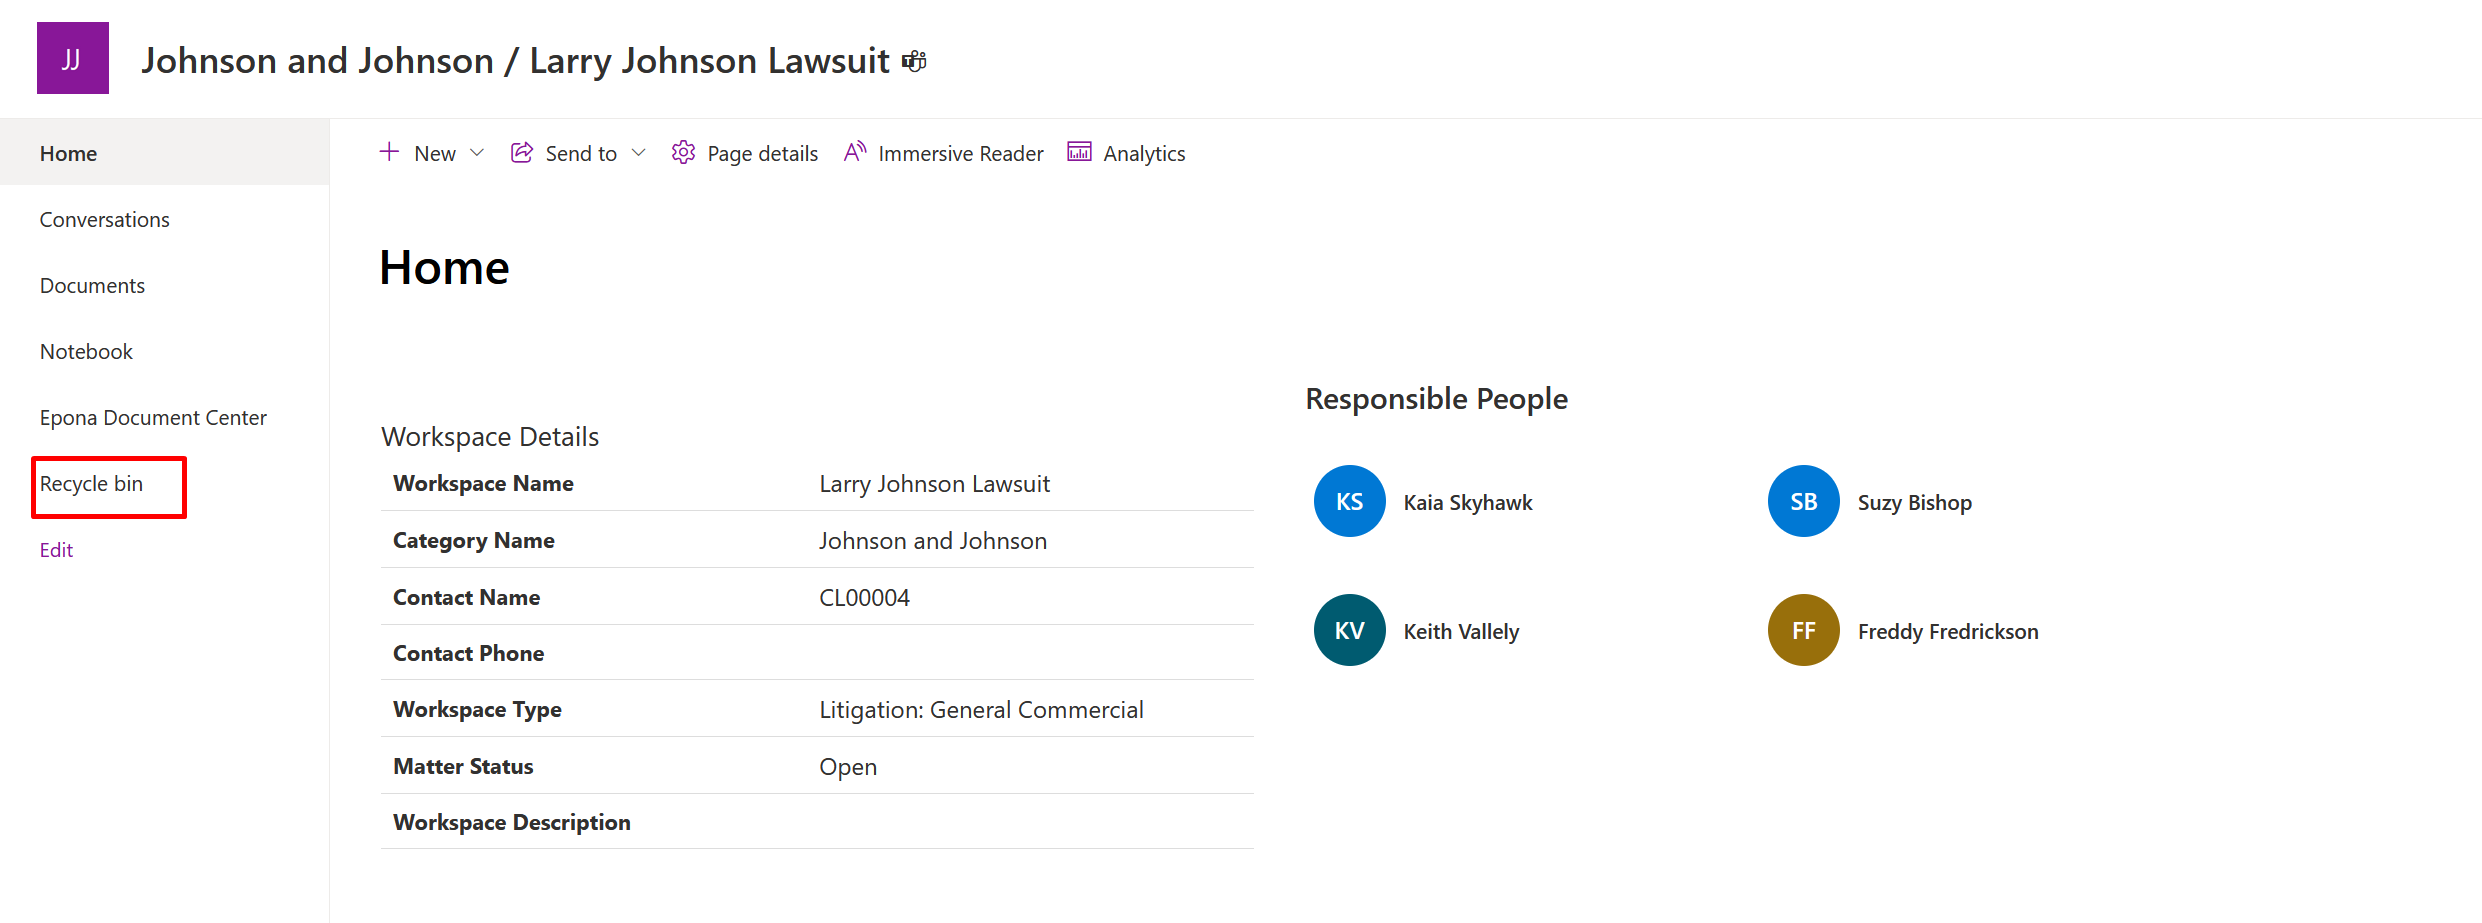 JJ
Johnson and Johnson / Larry Johnson Lawsuit
Home
Conversations
Documents
Notebook
Epona Document Center
Recycle bin
Edit
New Send to Page details Immersive Reader Analytics
Home
Workspace Details
Workspace Name Larry Johnson Lawsuit
Category Name Johnson and Johnson
Contact Name CL00004
Contact Phone
Workspace Type Litigation: General Commercial
Matter Status Open
Workspace Description
Responsible People
KS Kaia Skyhawk
SB Suzy Bishop
KV Keith Vallely
FF Freddy Fredrickson